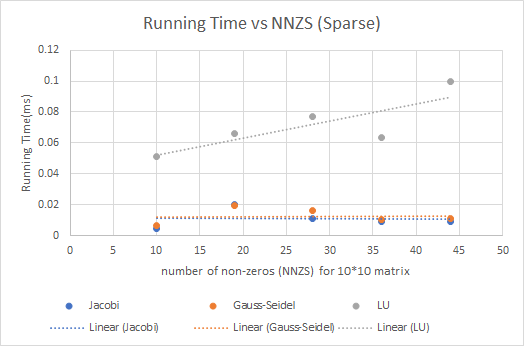 Running Time vs NNZS (Sparse)
0.12
0.1
0.08
0.06
0.04
0.02
0
Running Time(ms)
0 5 10 15 20 25 30 35 40 45 50
number of non-zeros (NNZS) for 10*10 matrix
Jacobi Gauss-Seidel LU
Linear (Jacobi) Linear (Gauss-Seidel) Linear (LU)